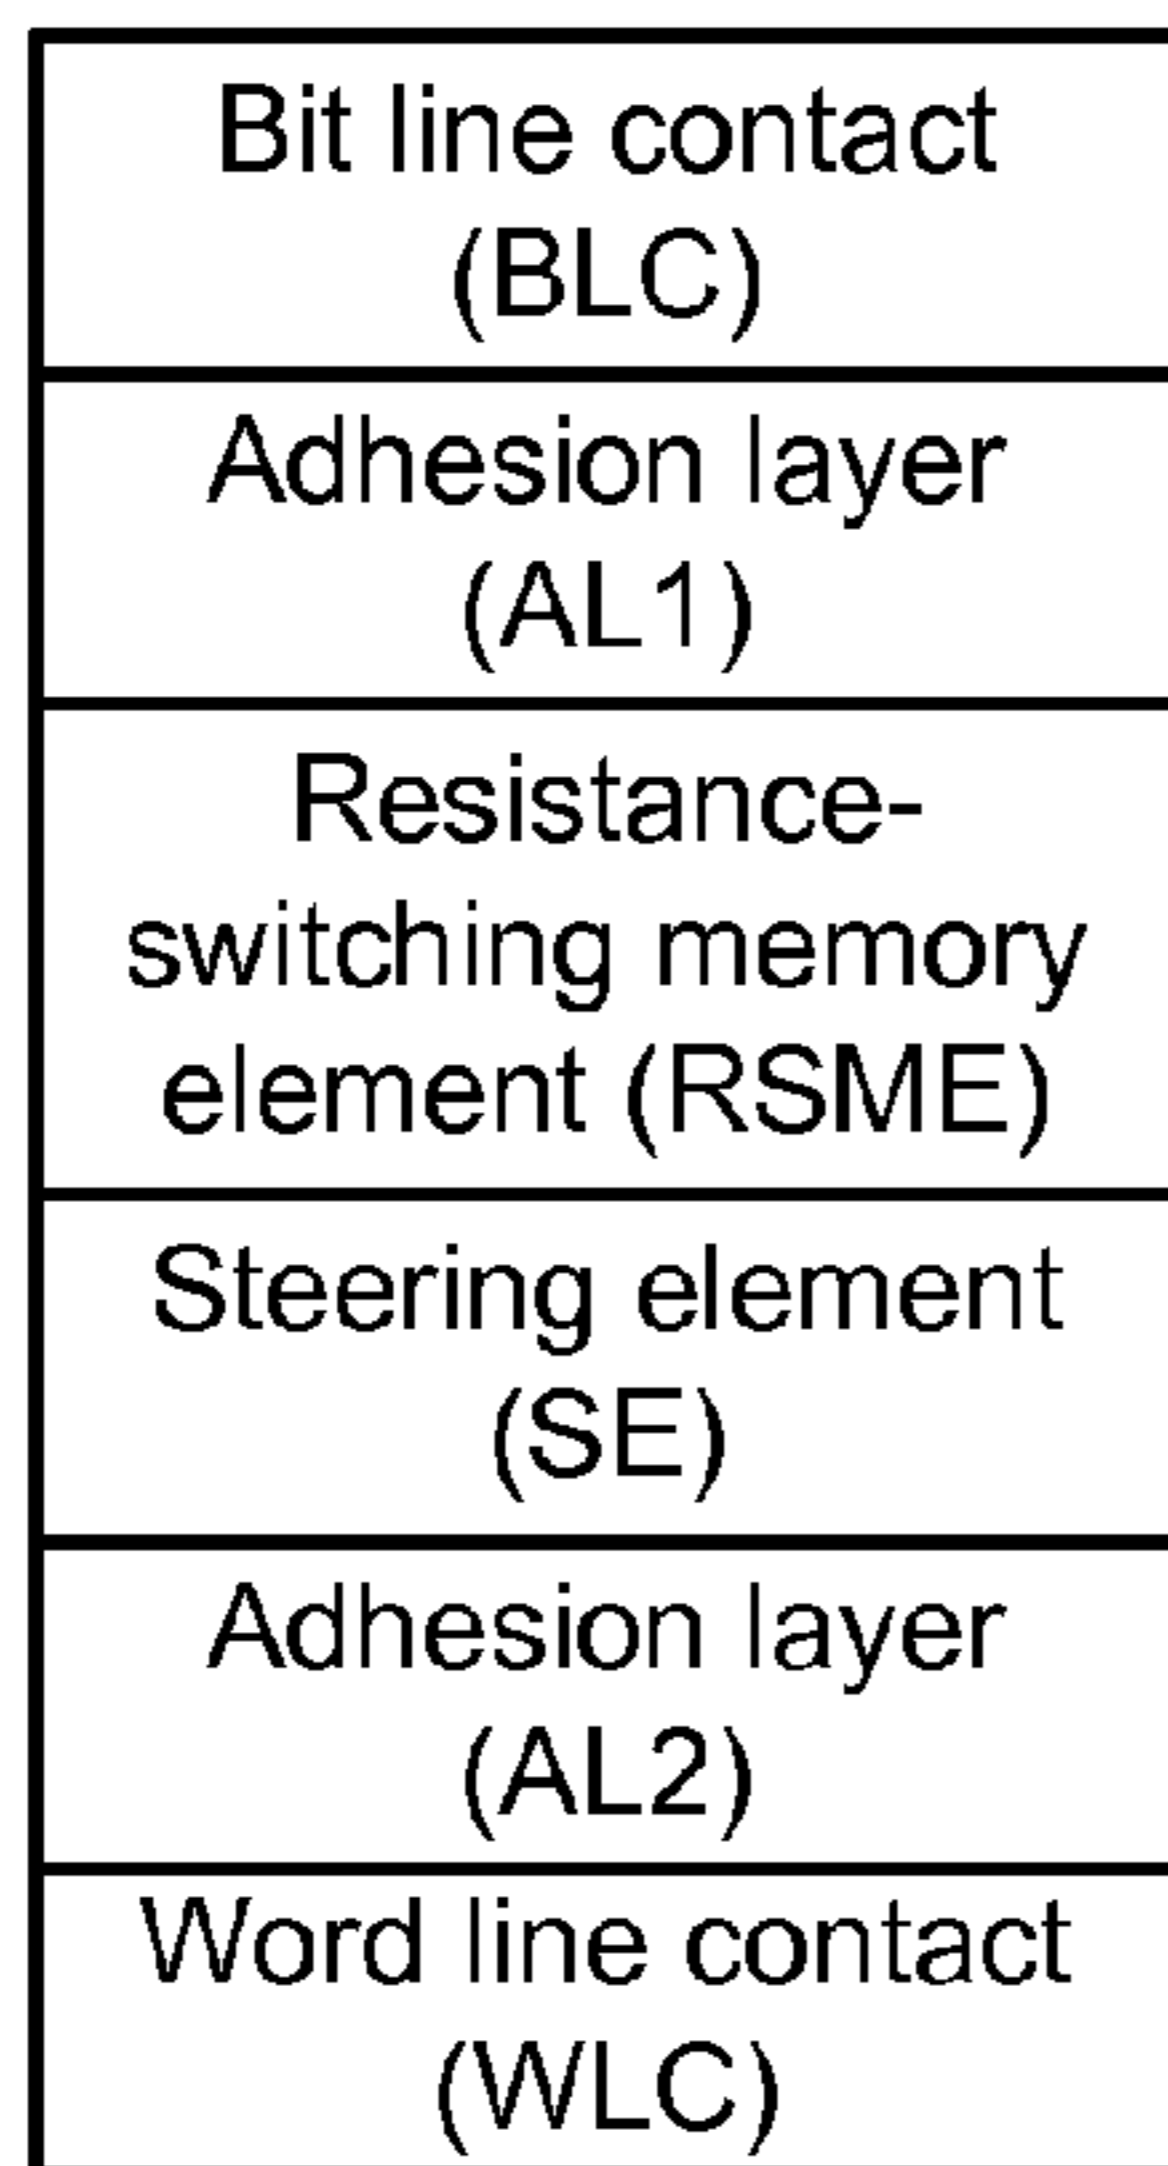 Bit line contact
(BLC)
Adhesion layer
(AL1)
Resistance-
switching memory
element (RSME)
Steering element
(SE)
Adhesion layer
(AL2)
Word line contact
(WLC)